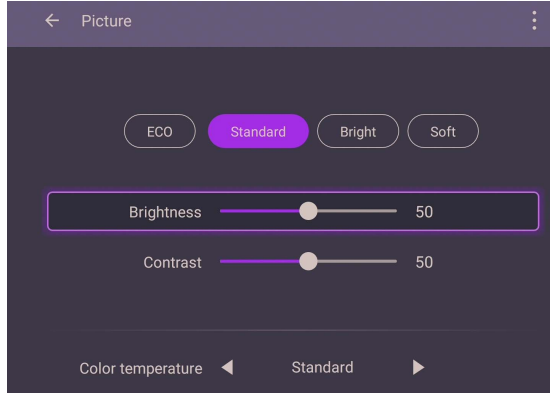 Picture
ECO Standard Bright Soft
Brightness 50
Contrast 50
Color temperature Standard